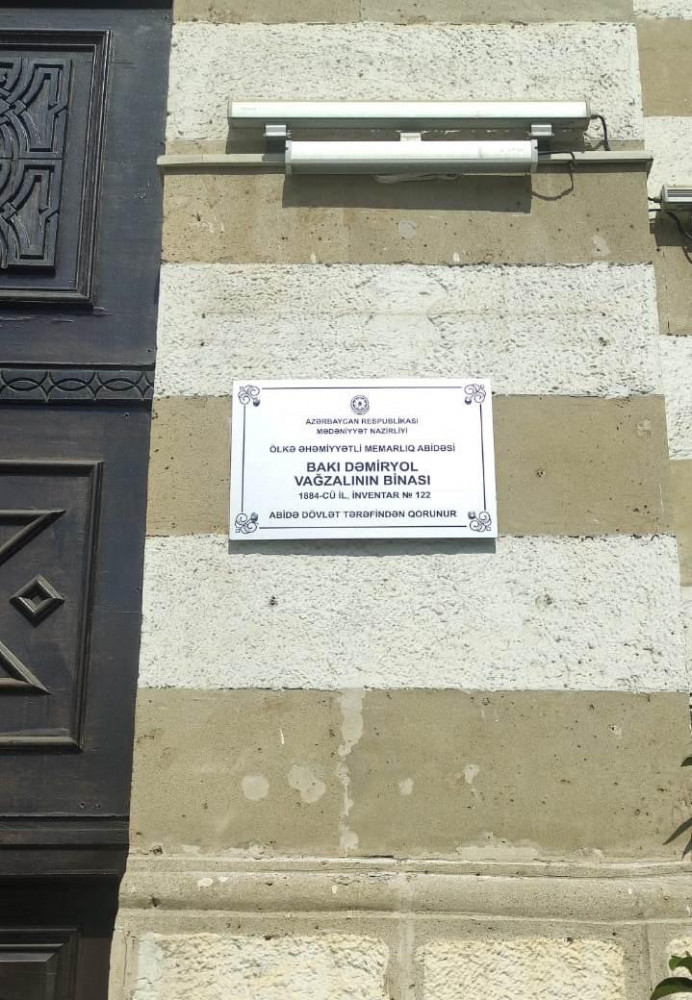 AZƏRBAYCAN RESPUBLİKASI
MƏDƏNİYYƏT NAZİRLİYİ
ÖLKƏ ƏHƏMİYYƏTLİ MEMARLIQ ABİDƏSİ
BAKI DƏMİRYOL
VAĞZALININ BİNASI
1884-CÜ İL, İNVENTAR № 122
ABİDƏ DÖVLƏT TƏRƏFİNDƏN QORUNUR